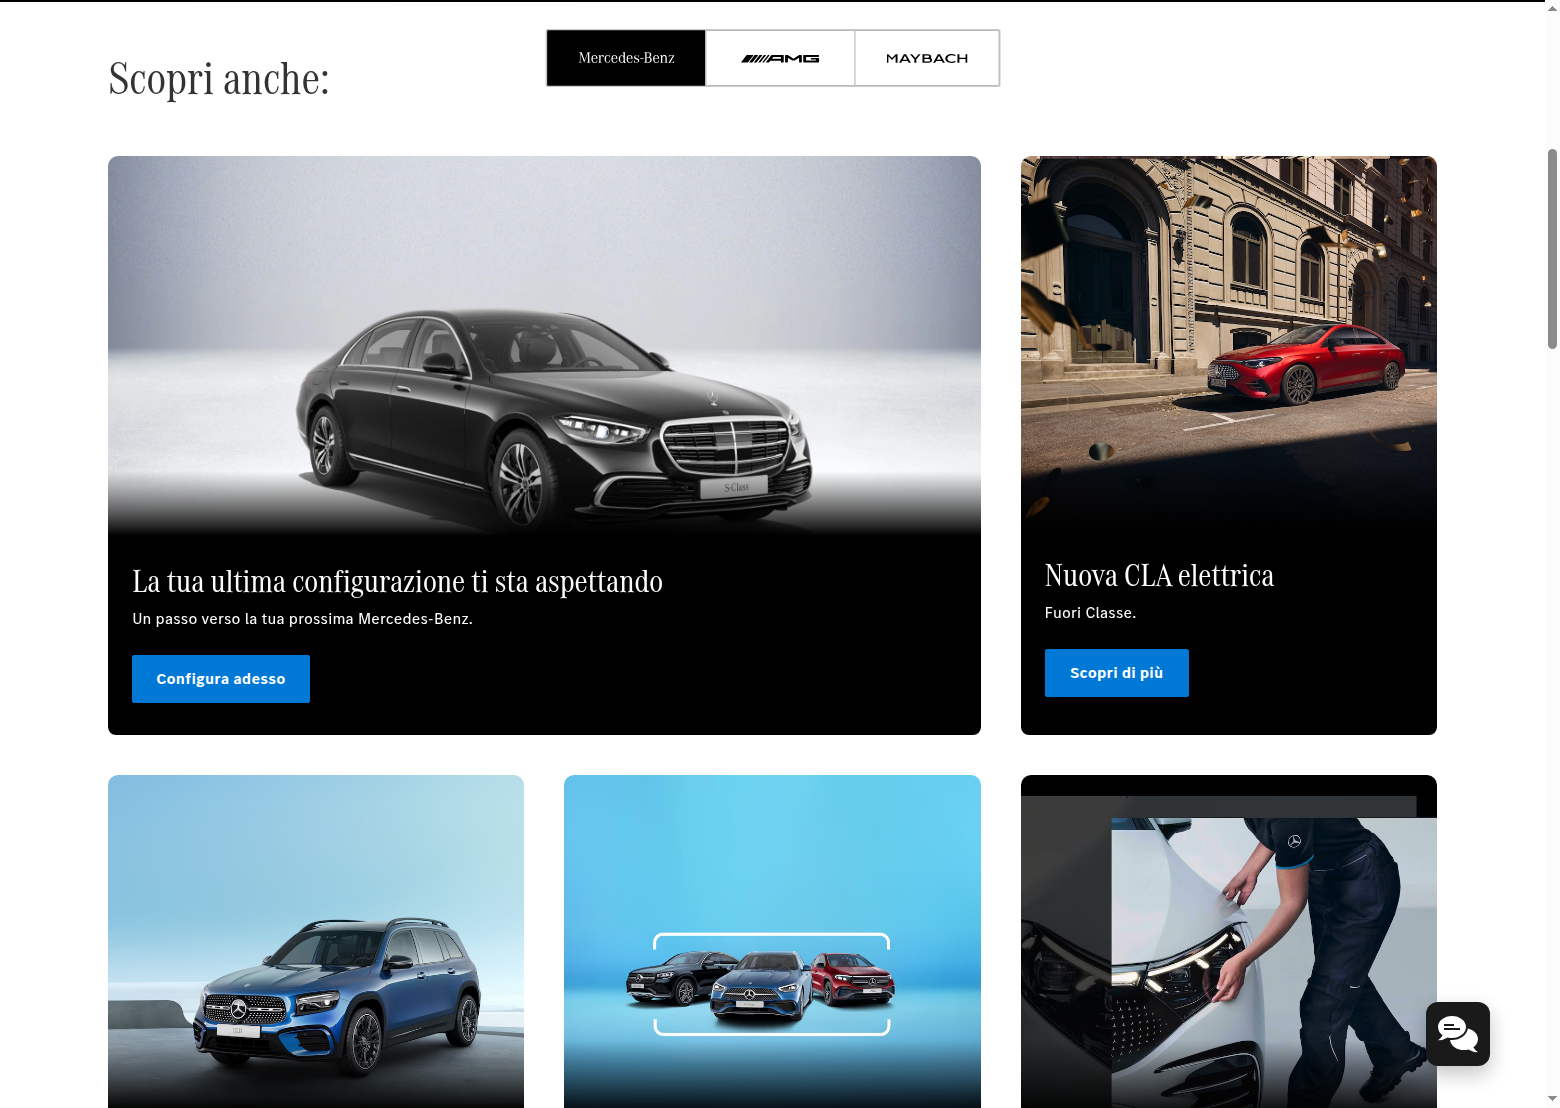 Scopri anche:
Mercedes-Benz
AMG
MAYBACH
S-Class
La tua ultima configurazione ti sta aspettando
Un passo verso la tua prossima Mercedes-Benz.
Configura adesso
Nuova CLA elettrica
Fuori Classe.
Scopri di più